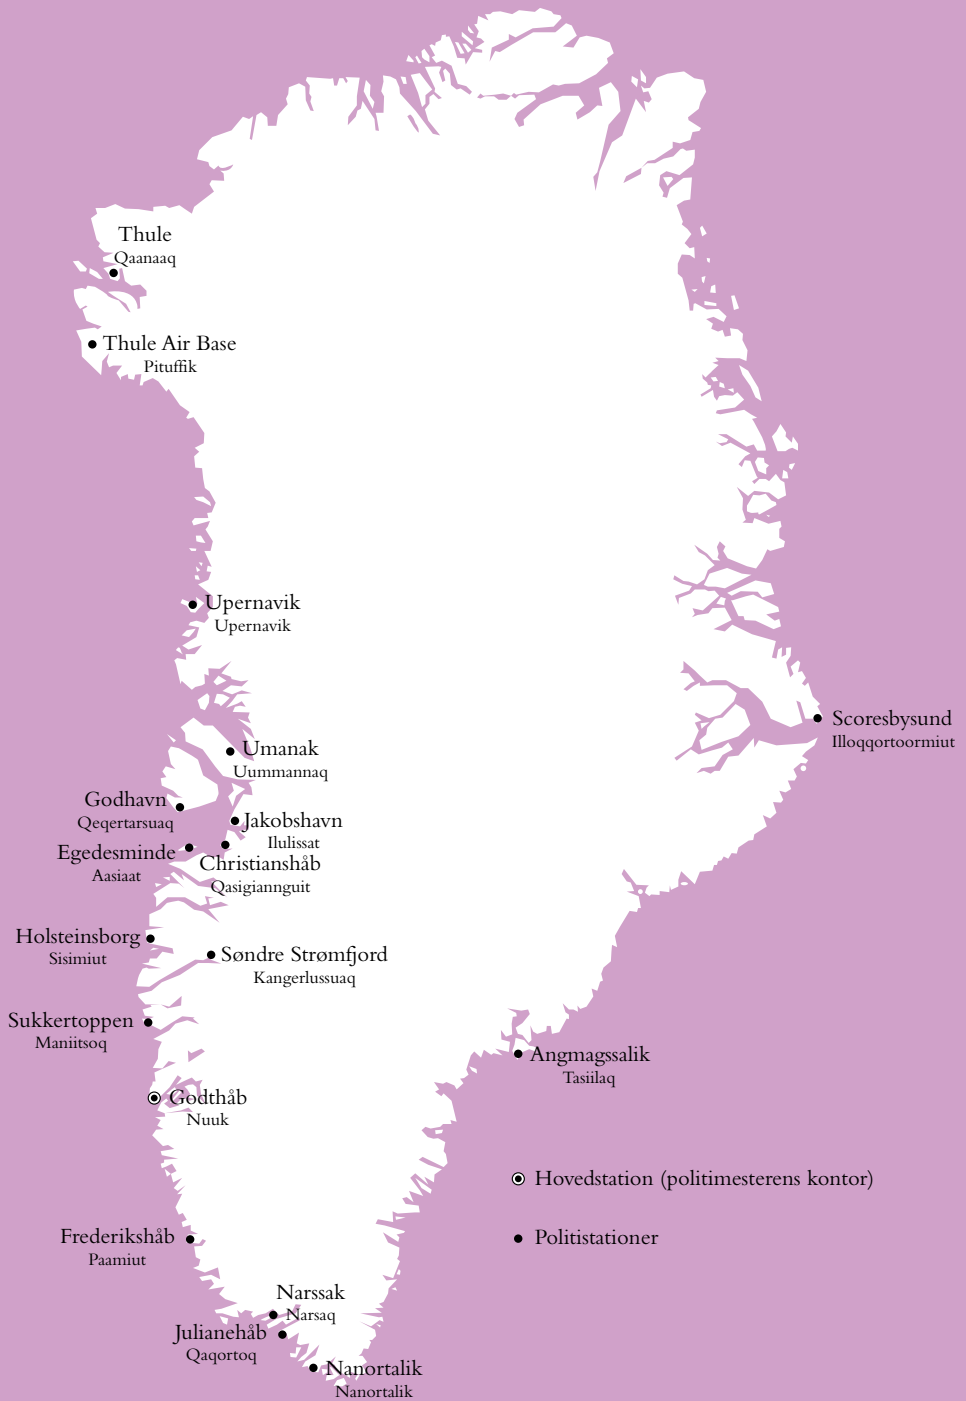 Thule
Qaanaaq
Thule Air Base
Pituffik
Upernavik
Upernavik
Scoresbysund
Illoqqortoormiut
Umanak
Uummannaq
Godhavn
Qeqertarsuaq
Jakobshavn
Ilulissat
Egedesminde
Aasiaat
Christianshåb
Qasigiannguit
Holsteinsborg
Sisimiut
Søndre Strømfjord
Kangerlussuaq
Sukkertoppen
Maniitsoq
Angmagssalik
Tasiilaq
Godthåb
Nuuk
Hovedstation (politimesterens kontor)
Politistationer
Frederikshåb
Paamiut
Narssak
Narsaq
Julianehåb
Qaqortoq
Nanortalik
Nanortalik